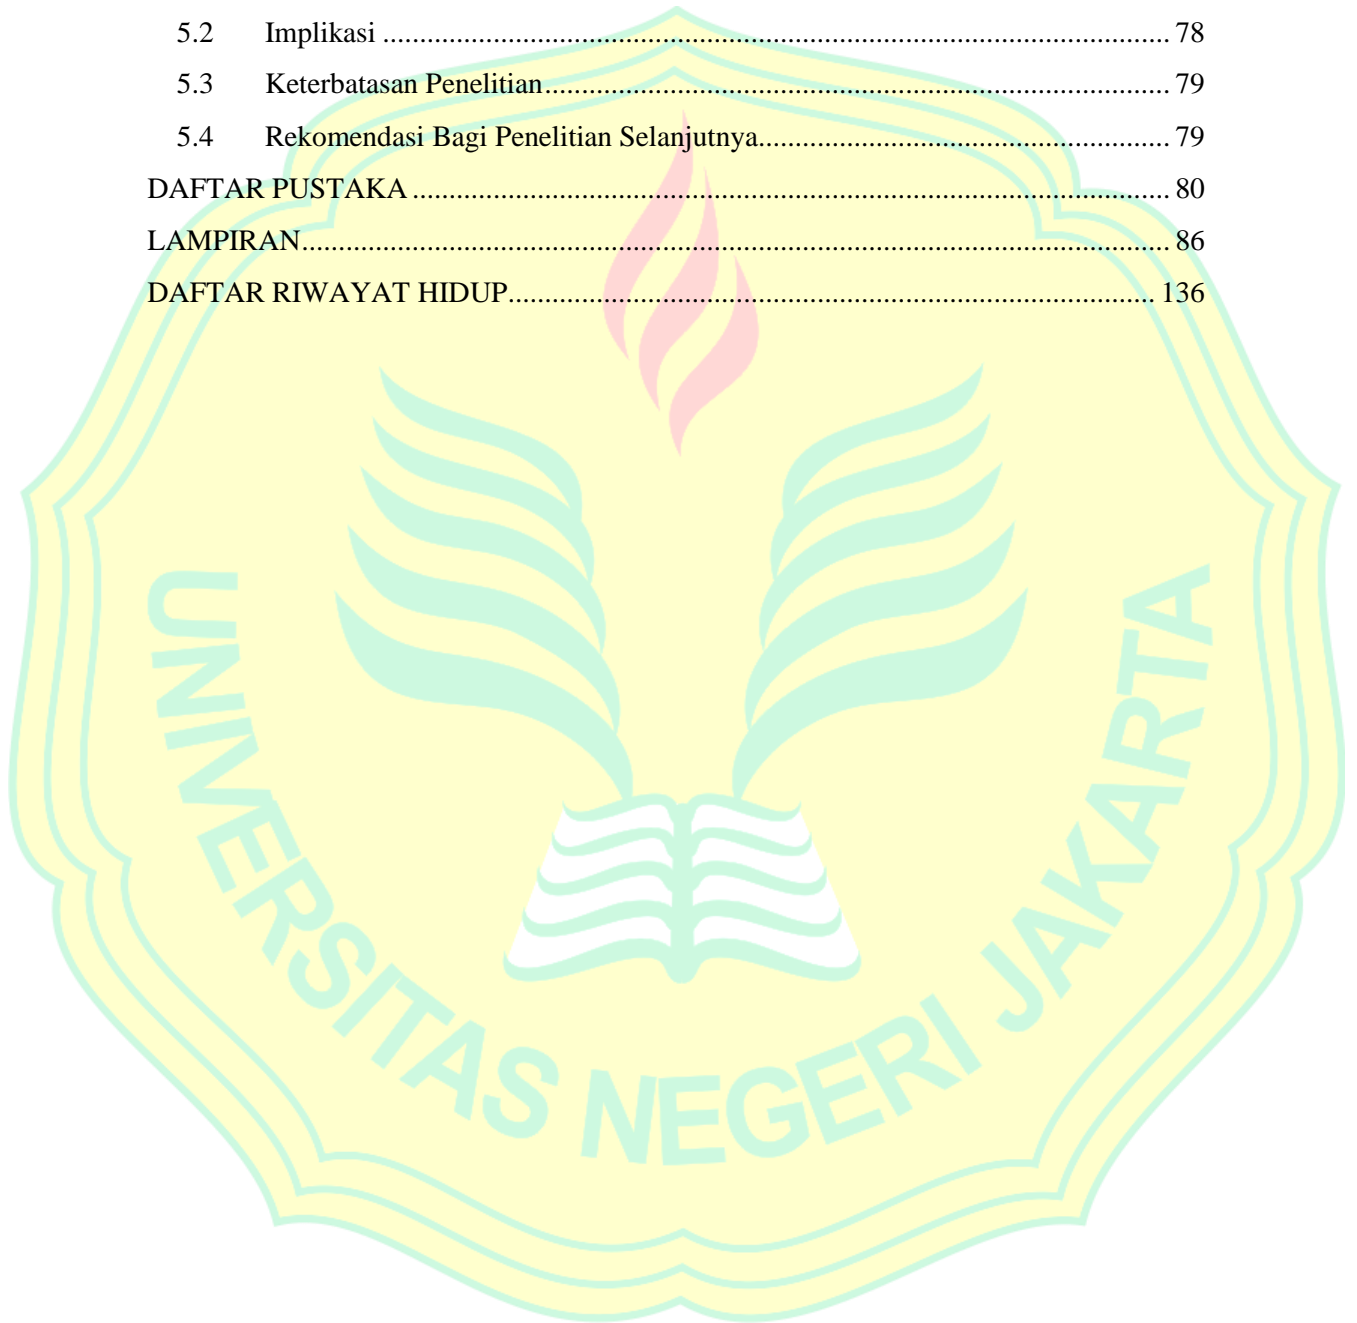 5.2 Implikasi ........................................................................................................ 78
5.3 Keterbatasan Penelitian................................................................................... 79
5.4 Rekomendasi Bagi Penelitian Selanjutnya...................................................... 79
DAFTAR PUSTAKA .................................................................................................... 80
LAMPIRAN................................................................................................................... 86
DAFTAR RIWAYAT HIDUP...................................................................................... 136
UNIVERSITAS NEGERI JAKARTA